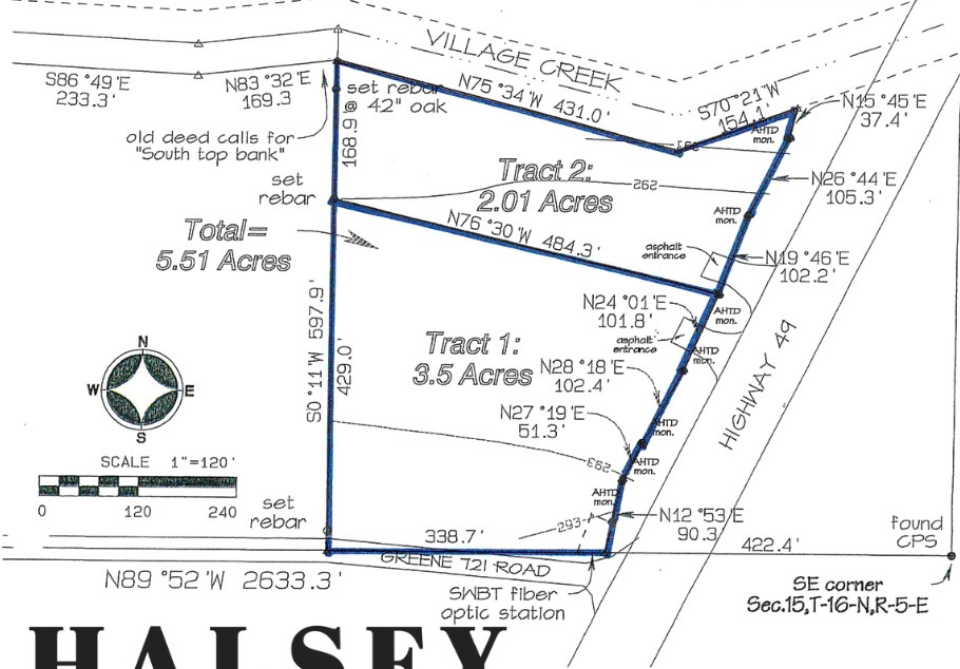 VILLAGE CREEK
S86°49'E
233.3'
N83°32'E
169.3
set rebar
@ 42" oak
N75°34'W 431.0'
S70°21'W
154.1'
N15°45'E
37.4'
old deed calls for
"South top bank"
168.9'
AHTD
mon.
293
set
rebar
Tract 2:
2.01 Acres
292
N26°44'E
105.3'
AHTD
mon.
Total=
5.51 Acres
N76°30'W 484.3'
asphalt
entrance
N19°46'E
102.2'
N24°01'E
101.8'
AHTD
mon.
asphalt
entrance
AHTD
mon.
S0°11'W 597.9'
429.0'
Tract 1:
3.5 Acres
N28°18'E
102.4'
HIGHWAY 49
N
W E
S
N27°19'E
51.3'
AHTD
mon.
293
AHTD
mon.
SCALE 1"=120'
0 120 240
AHTD
mon.
set
rebar
293
N12°53'E
90.3'
338.7'
422.4'
found
CPS
GREENE 721 ROAD
N89°52'W 2633.3'
SWBT fiber
optic station
SE corner
Sec.15,T-16-N,R-5-E
HALSEY